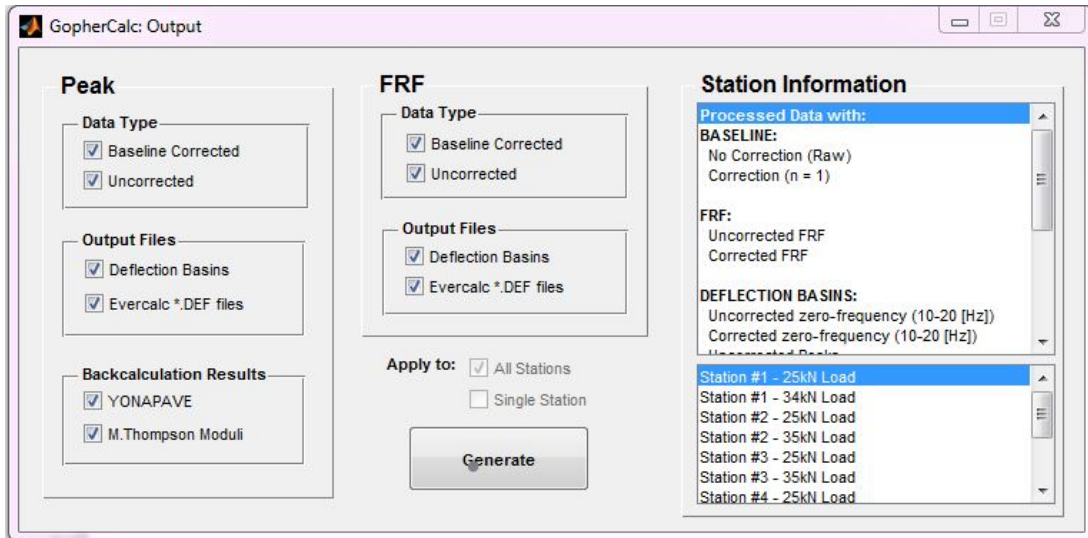 GopherCalc: Output
Peak
Data Type
Baseline Corrected
Uncorrected
Output Files
Deflection Basins
Evercalc *.DEF files
Backcalculation Results
YONAPAVE
M.Thompson Moduli
FRF
Data Type
Baseline Corrected
Uncorrected
Output Files
Deflection Basins
Evercalc *.DEF files
Apply to:
All Stations
Single Station
Generate
Station Information
Processed Data with:
BASELINE:
No Correction (Raw)
Correction (n = 1)
FRF:
Uncorrected FRF
Corrected FRF
DEFLECTION BASINS:
Uncorrected zero-frequency (10-20 [Hz])
Corrected zero-frequency (10-20 [Hz])
Uncorrected Peaks
Station #1 - 25kN Load
Station #1 - 34kN Load
Station #2 - 25kN Load
Station #2 - 35kN Load
Station #3 - 25kN Load
Station #3 - 35kN Load
Station #4 - 25kN Load